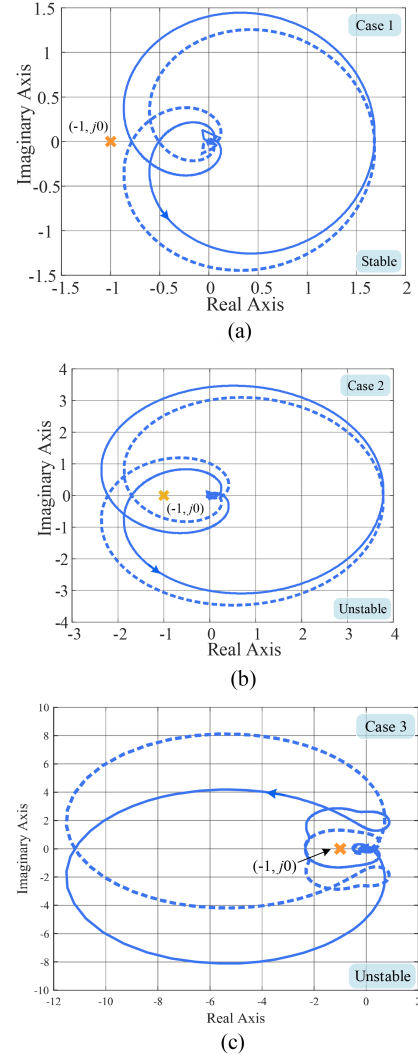 1.5
Case 1
1
0.5
(-1, j0)
0
-0.5
-1
-1.5
Stable
Imaginary Axis
-1.5 -1 -0.5 0 0.5 1 1.5 2
Real Axis
(a)
4
Case 2
3
2
1
0
(-1, j0)
-1
-2
-3
-4
Unstable
Imaginary Axis
-3 -2 -1 0 1 2 3 4
Real Axis
(b)
10
Case 3
8
6
4
2
0
(-1, j0)
-2
-4
-6
-8
-10
Unstable
Imaginary Axis
-12 -10 -8 -6 -4 -2 0 2
Real Axis
(c)